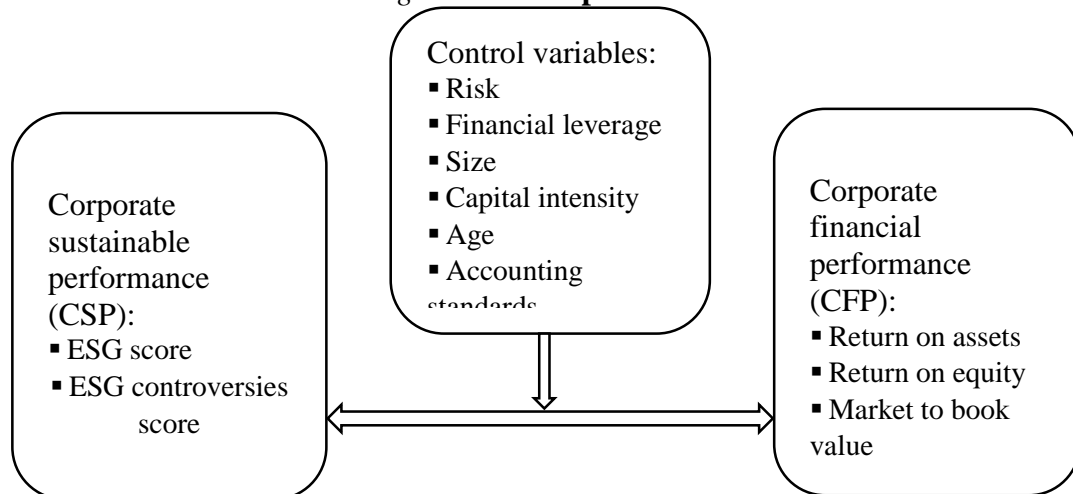 Control variables:
▪ Risk
▪ Financial leverage
▪ Size
▪ Capital intensity
▪ Age
▪ Accounting
standards
Corporate
sustainable
performance
(CSP):
▪ ESG score
▪ ESG controversies
score
Corporate
financial
performance
(CFP):
▪ Return on assets
▪ Return on equity
▪ Market to book
value